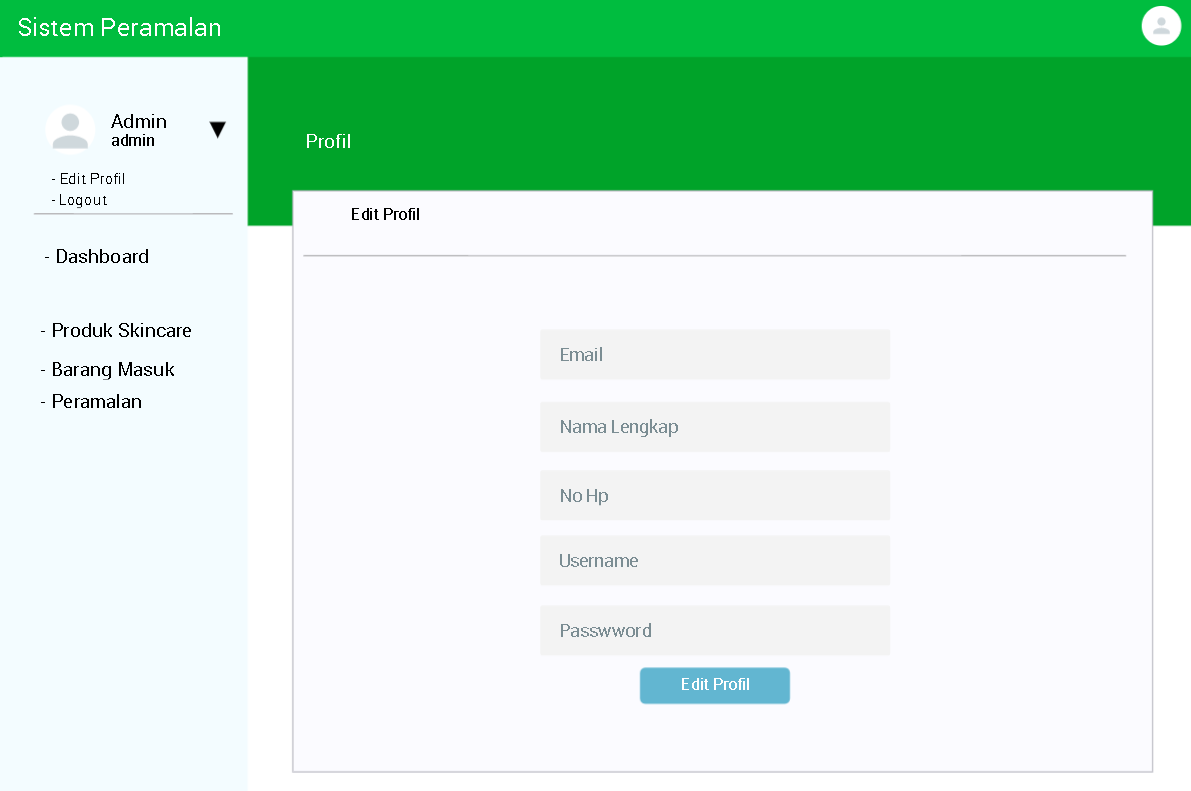 Sistem Peramalan
Admin
admin
- Edit Profil
- Logout
- Dashboard
- Produk Skincare
- Barang Masuk
- Peramalan
Profil
Edit Profil
Email
Nama Lengkap
No Hp
Username
Passwword
Edit Profil